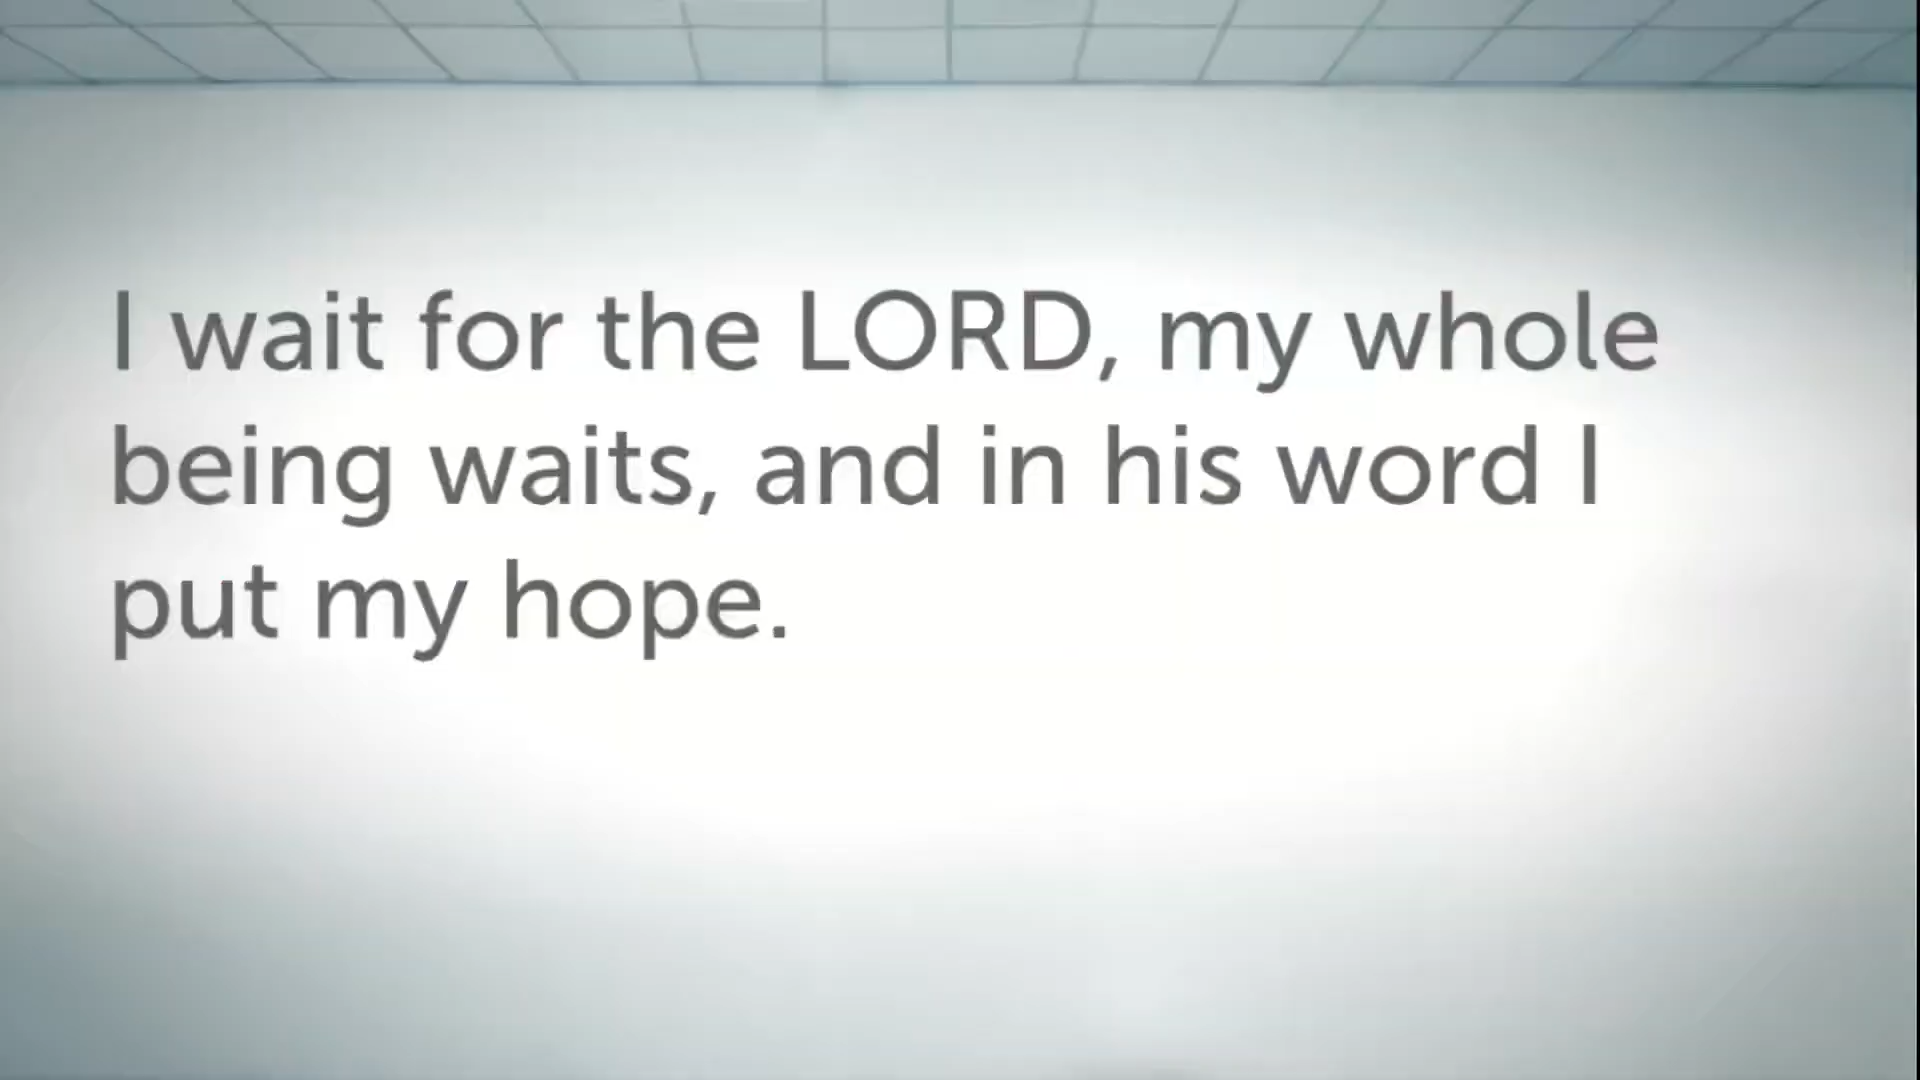 I wait for the LORD, my whole
being waits, and in his word I
put my hope.